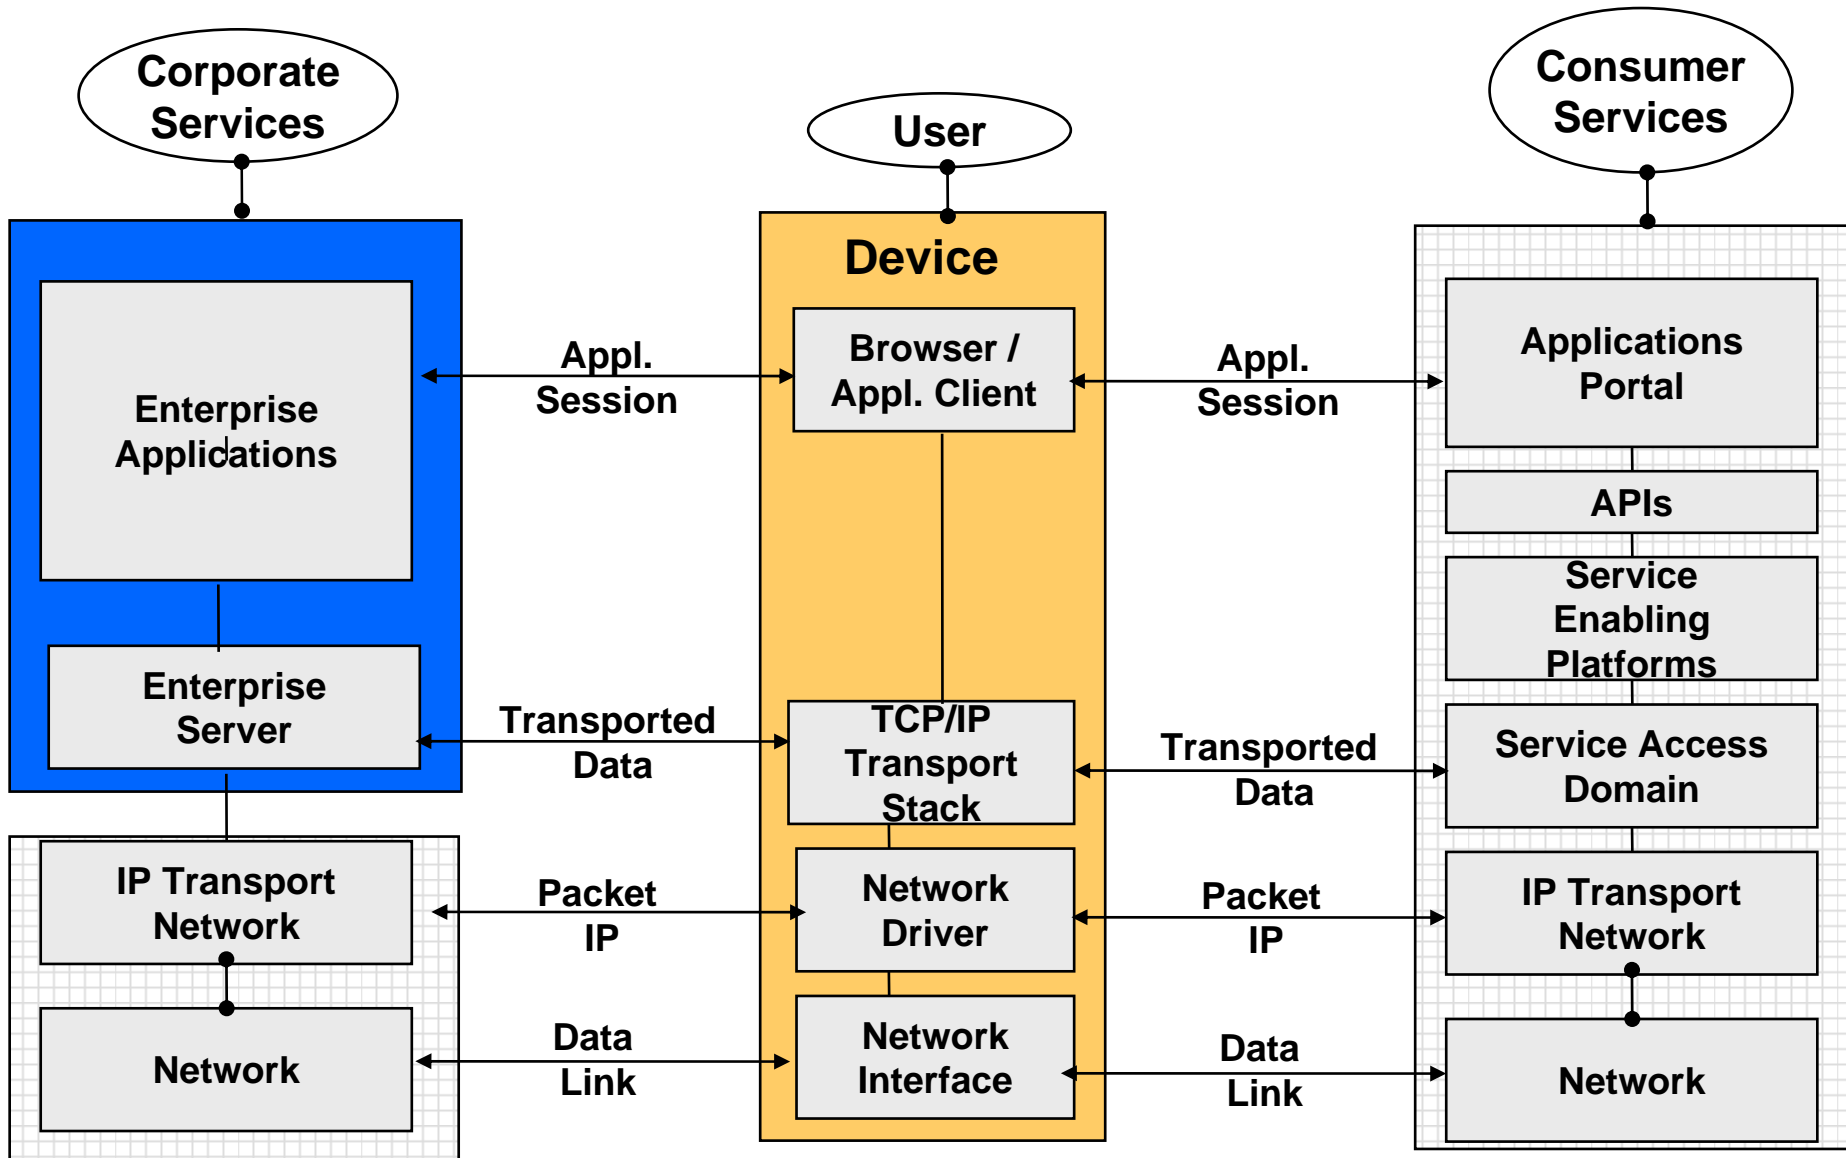 Corporate
Services
User
Consumer
Services
Enterprise
Applications
Enterprise
Server
IP Transport
Network
Network
Appl.
Session
Transported
Data
Packet
IP
Data
Link
Device
Browser /
Appl. Client
TCP/IP
Transport
Stack
Network
Driver
Network
Interface
Appl.
Session
Transported
Data
Packet
IP
Data
Link
Applications
Portal
APIs
Service
Enabling
Platforms
Service Access
Domain
IP Transport
Network
Network